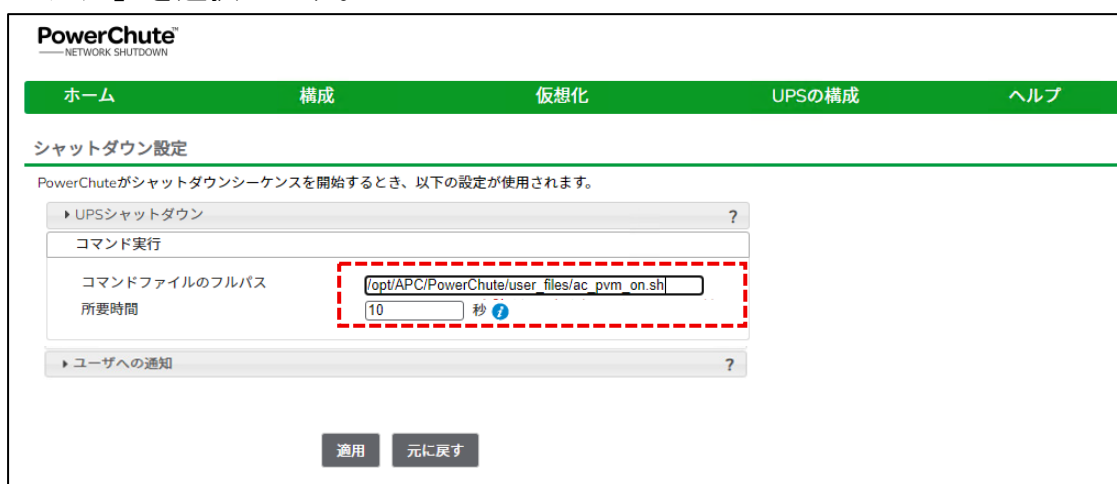 PowerChute™
NETWORK SHUTDOWN
ホーム 構成 仮想化 UPSの構成 ヘルプ
シャットダウン設定
PowerChuteがシャットダウンシーケンスを開始するとき、以下の設定が使用されます。
UPSシャットダウン ?
コマンド実行
コマンドファイルのフルパス /opt/APC/PowerChute/user_files/ac_pvm_on.sh
所要時間 10 秒 i
ユーザへの通知 ?
適用 元に戻す